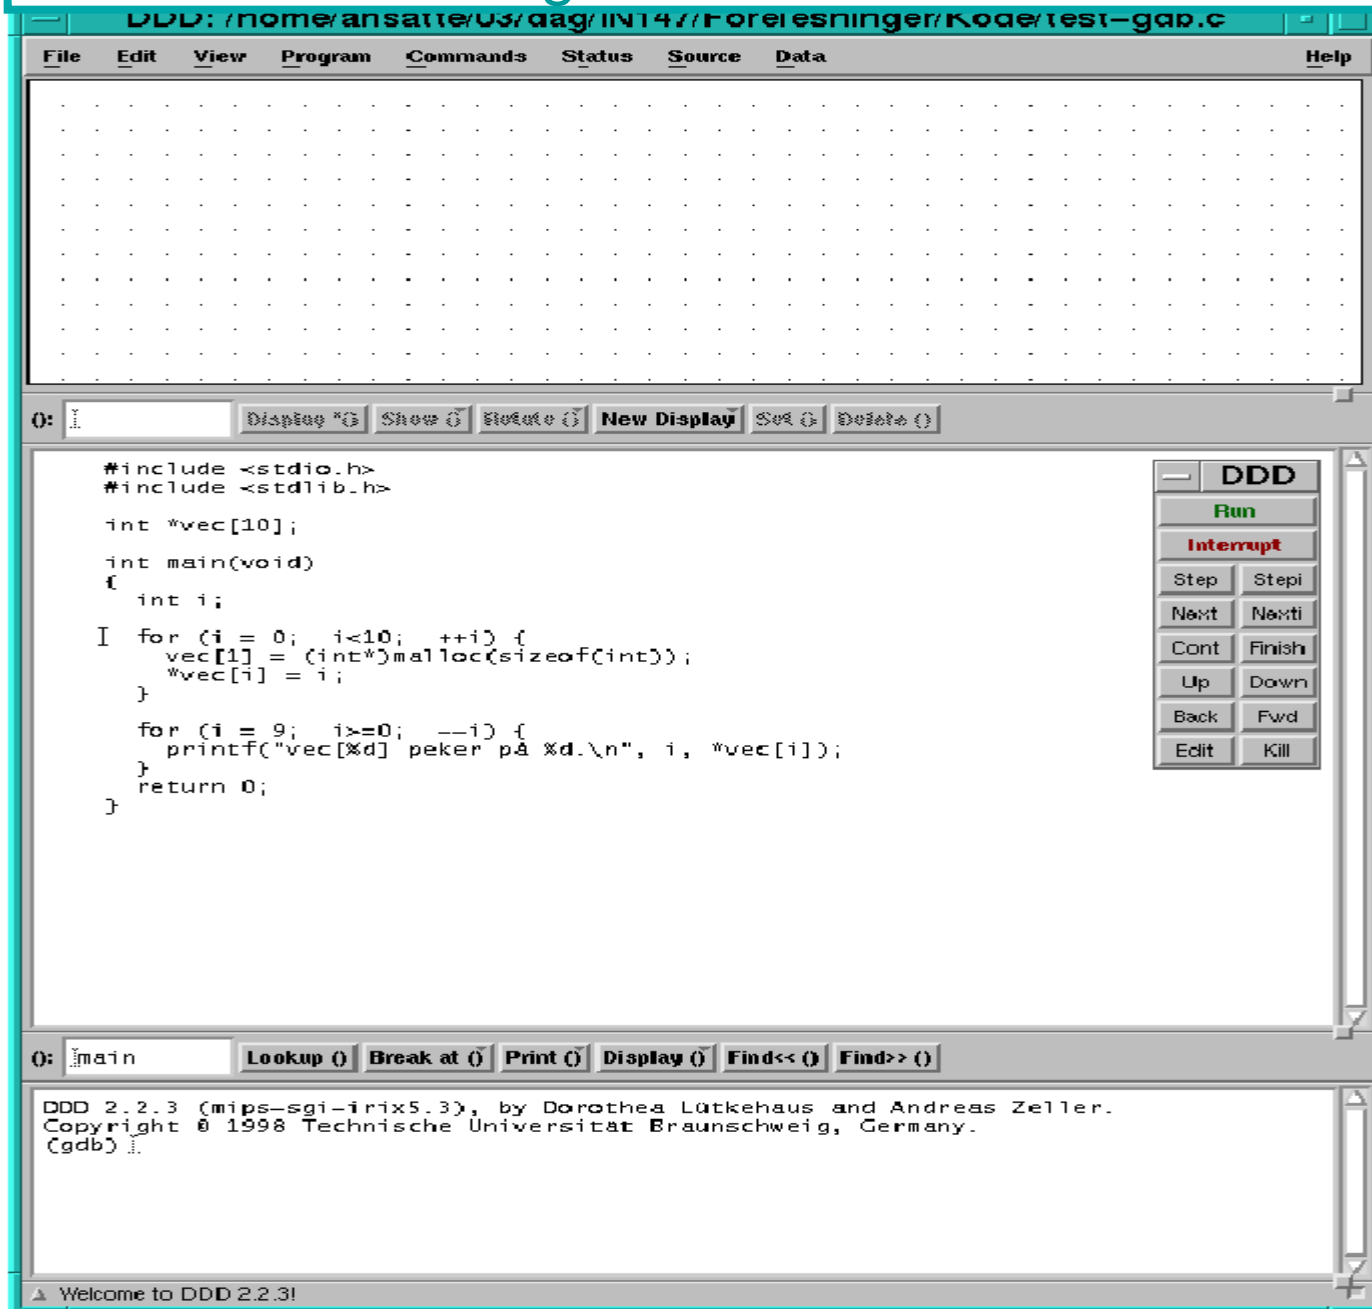 DDD: /home/ansatte/03/dag/IN147/Forelesninger/Kode/test-gdb.c
File Edit View Program Commands Status Source Data Help
(): Display *() Show () Rotate () New Display Set () Delete ()
#include <stdio.h>
#include <stdlib.h>
int *vec[10];
int main(void)
{
int i;
for (i = 0; i<10; ++i) {
vec[1] = (int*)malloc(sizeof(int));
*vec[i] = i;
}
for (i = 9; i>=0; --i) {
printf("vec[%d] peker på %d.\n", i, *vec[i]);
}
return 0;
}
DDD
Run
Interrupt
Step Stepi
Next Nexti
Cont Finish
Up Down
Back Fwd
Edit Kill
(): main Lookup () Break at () Print () Display () Find<< () Find>> ()
DDD 2.2.3 (mips-sgi-irix5.3), by Dorothea Lütkehaus and Andreas Zeller.
Copyright © 1998 Technische Universität Braunschweig, Germany.
(gdb)
Welcome to DDD 2.2.3!